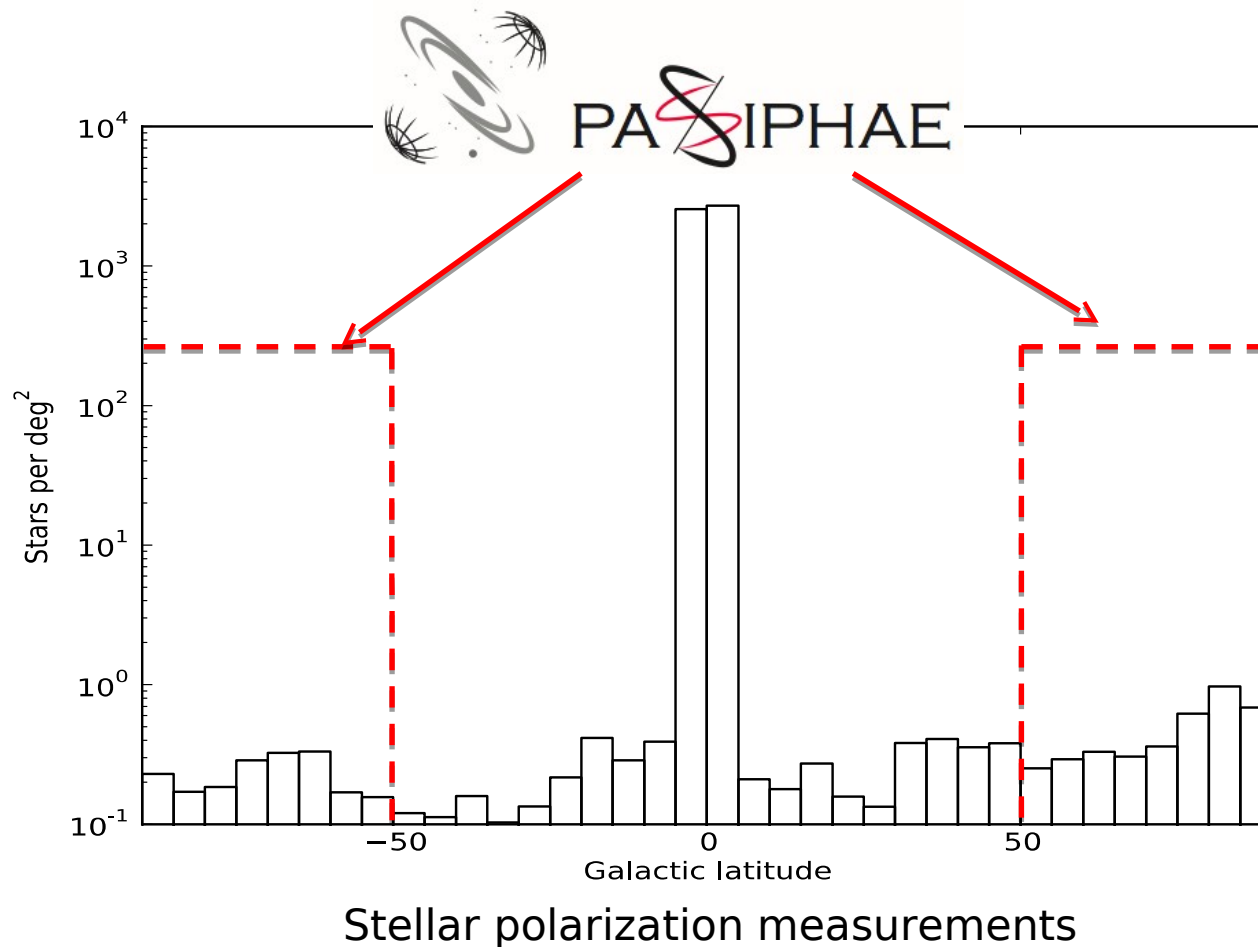 PASIPHAE
10^4
10^3
10^2
10^1
10^0
10^-1
Stars per deg^2
−50
0
50
Galactic latitude
Stellar polarization measurements